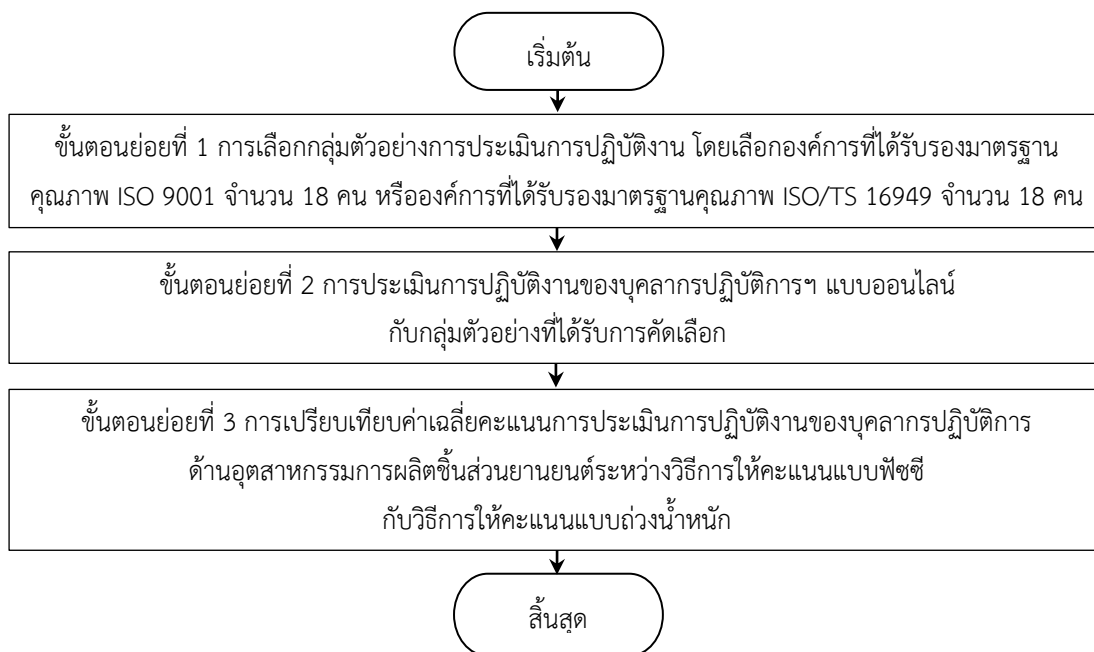 เริ่มต้น
ขั้นตอนย่อยที่ 1 การเลือกกลุ่มตัวอย่างการประเมินการปฏิบัติงาน โดยเลือกองค์การที่ได้รับรองมาตรฐาน
คุณภาพ ISO 9001 จำนวน 18 คน หรือองค์การที่ได้รับรองมาตรฐานคุณภาพ ISO/TS 16949 จำนวน 18 คน
ขั้นตอนย่อยที่ 2 การประเมินการปฏิบัติงานของบุคลากรปฏิบัติการฯ แบบออนไลน์
กับกลุ่มตัวอย่างที่ได้รับการคัดเลือก
ขั้นตอนย่อยที่ 3 การเปรียบเทียบค่าเฉลี่ยคะแนนการประเมินการปฏิบัติงานของบุคลากรปฏิบัติการ
ด้านอุตสาหกรรมการผลิตชิ้นส่วนยานยนต์ระหว่างวิธีการให้คะแนนแบบฟัซซี
กับวิธีการให้คะแนนแบบถ่วงน้ำหนัก
สิ้นสุด